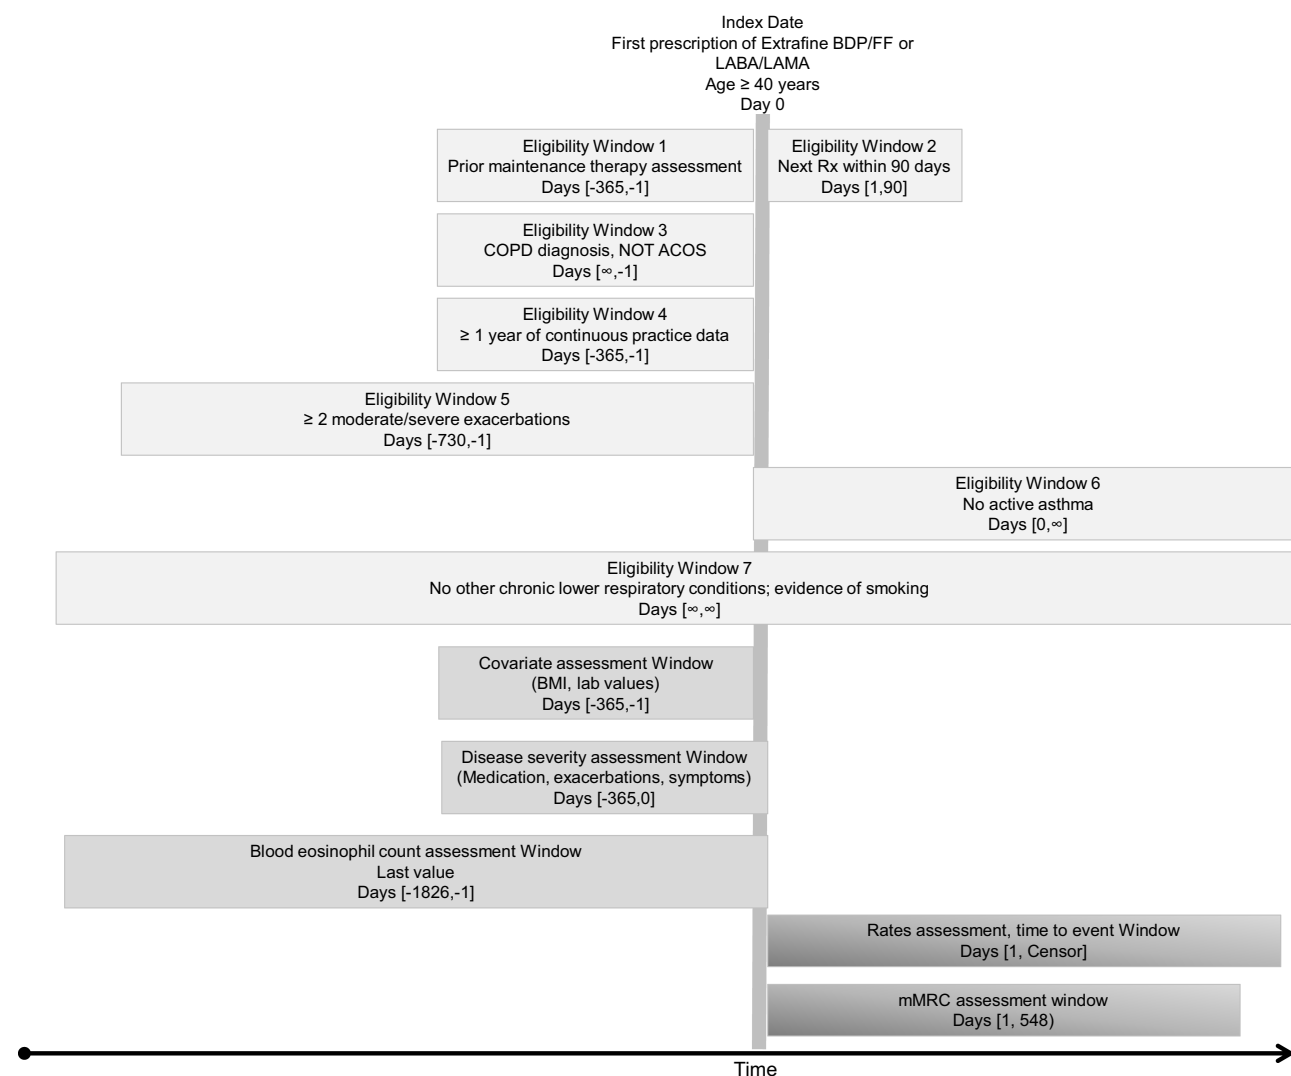 Index Date
First prescription of Extrafine BDP/FF or
LABA/LAMA
Age ≥ 40 years
Day 0
Eligibility Window 1
Prior maintenance therapy assessment
Days [-365,-1]
Eligibility Window 2
Next Rx within 90 days
Days [1,90]
Eligibility Window 3
COPD diagnosis, NOT ACOS
Days [∞,-1]
Eligibility Window 4
≥ 1 year of continuous practice data
Days [-365,-1]
Eligibility Window 5
≥ 2 moderate/severe exacerbations
Days [-730,-1]
Eligibility Window 6
No active asthma
Days [0,∞]
Eligibility Window 7
No other chronic lower respiratory conditions; evidence of smoking
Days [∞,∞]
Covariate assessment Window
(BMI, lab values)
Days [-365,-1]
Disease severity assessment Window
(Medication, exacerbations, symptoms)
Days [-365,0]
Blood eosinophil count assessment Window
Last value
Days [-1826,-1]
Rates assessment, time to event Window
Days [1, Censor]
mMRC assessment window
Days [1, 548)
Time